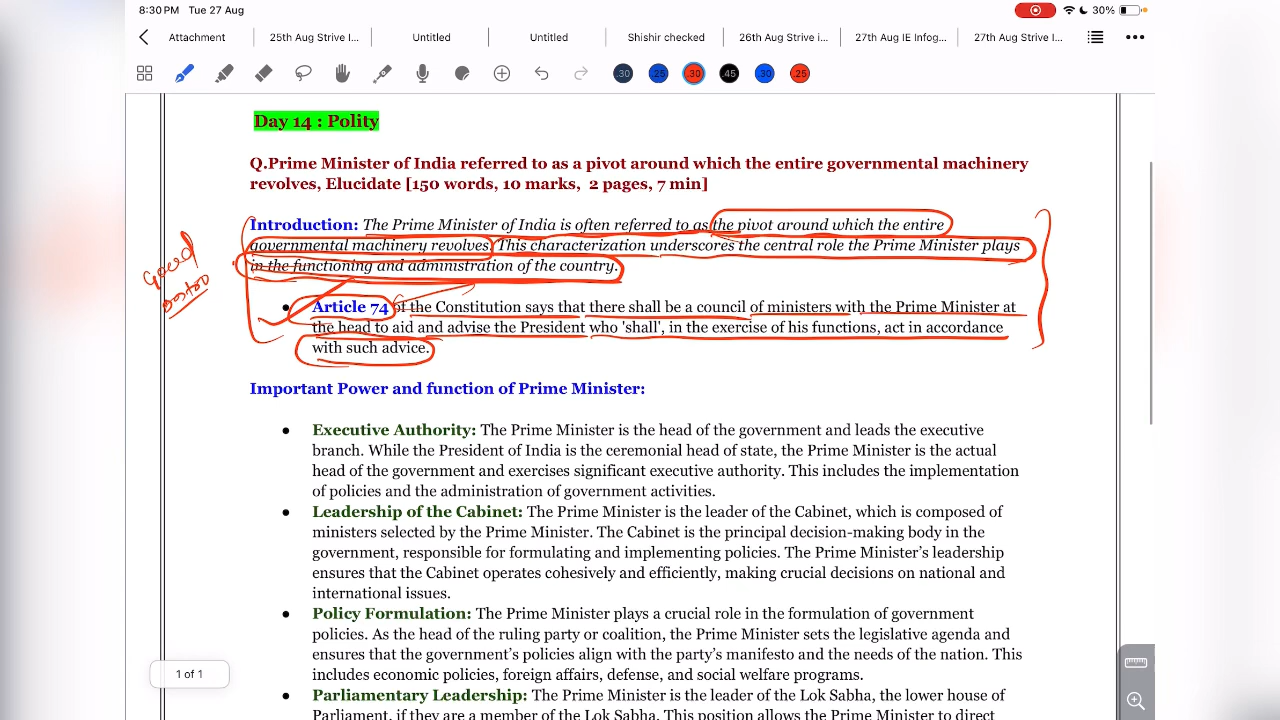 8:30 PM Tue 27 Aug
30%
Attachment
25th Aug Strive I...
Untitled
Untitled
Shishir checked
26th Aug Strive i...
27th Aug IE Infog...
27th Aug Strive I...
.30 .25 .30 .45 .30 .25
Day 14 : Polity
Q.Prime Minister of India referred to as a pivot around which the entire governmental machinery
revolves, Elucidate [150 words, 10 marks, 2 pages, 7 min]
Introduction: The Prime Minister of India is often referred to as the pivot around which the entire
governmental machinery revolves. This characterization underscores the central role the Prime Minister plays
in the functioning and administration of the country.
Good
• Article 74 of the Constitution says that there shall be a council of ministers with the Prime Minister at
the head to aid and advise the President who 'shall', in the exercise of his functions, act in accordance
with such advice.
Important Power and function of Prime Minister:
• Executive Authority: The Prime Minister is the head of the government and leads the executive
branch. While the President of India is the ceremonial head of state, the Prime Minister is the actual
head of the government and exercises significant executive authority. This includes the implementation
of policies and the administration of government activities.
• Leadership of the Cabinet: The Prime Minister is the leader of the Cabinet, which is composed of
ministers selected by the Prime Minister. The Cabinet is the principal decision-making body in the
government, responsible for formulating and implementing policies. The Prime Minister’s leadership
ensures that the Cabinet operates cohesively and efficiently, making crucial decisions on national and
international issues.
• Policy Formulation: The Prime Minister plays a crucial role in the formulation of government
policies. As the head of the ruling party or coalition, the Prime Minister sets the legislative agenda and
ensures that the government’s policies align with the party’s manifesto and the needs of the nation. This
includes economic policies, foreign affairs, defense, and social welfare programs.
1 of 1
• Parliamentary Leadership: The Prime Minister is the leader of the Lok Sabha, the lower house of
Parliament, if they are a member of the Lok Sabha. This position allows the Prime Minister to direct